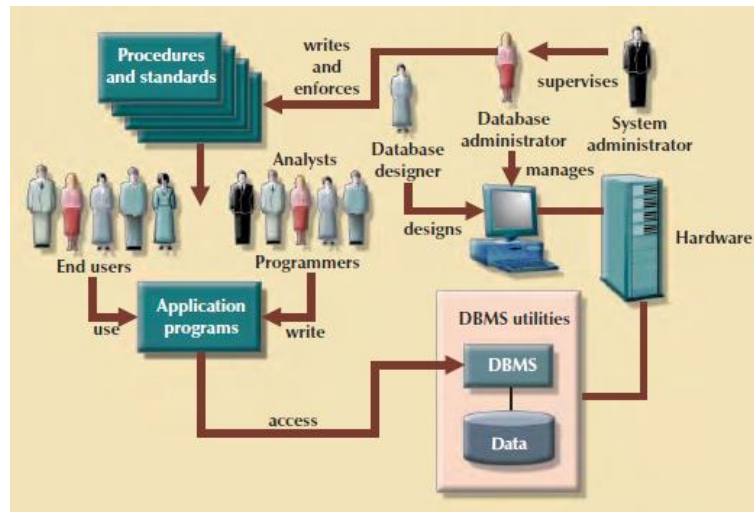 Procedures
and standards
writes
and
enforces
supervises
Database
designer
Database
administrator
System
administrator
manages
Analysts
designs
Hardware
End users
Programmers
use
Application
programs
write
DBMS utilities
DBMS
access
Data